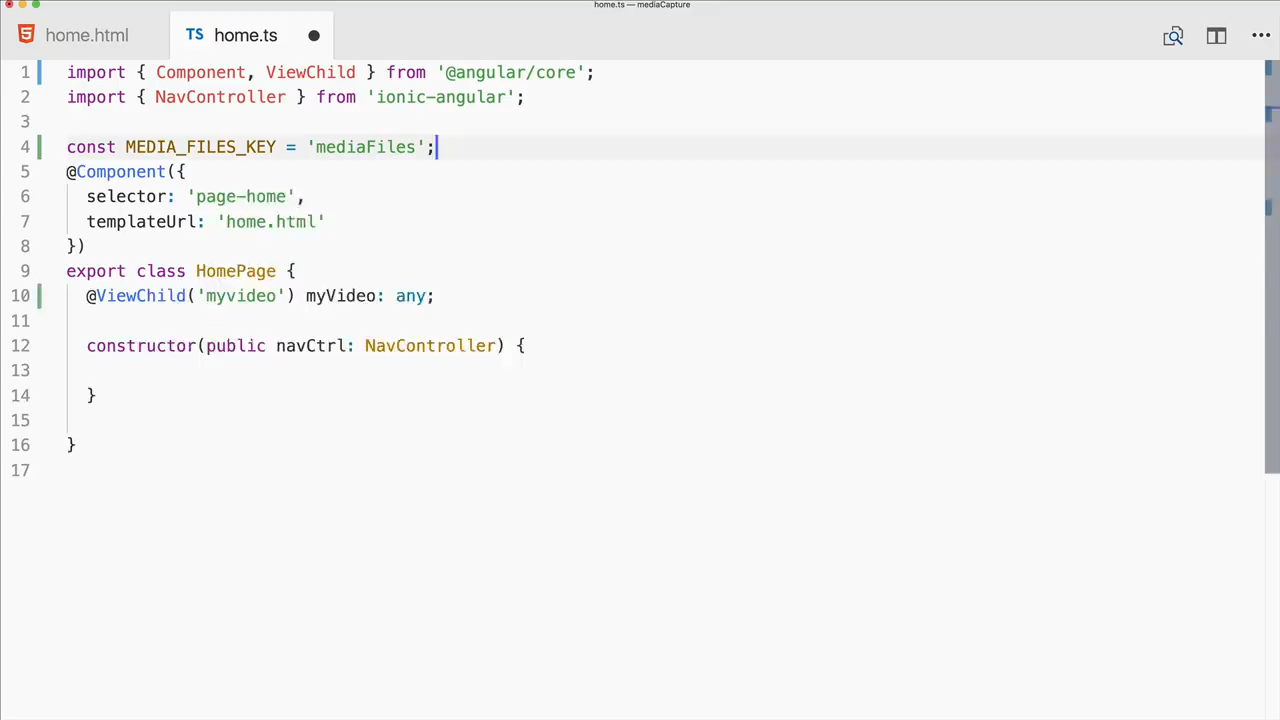 home.ts — mediaCapture
home.html TS home.ts
1 import { Component, ViewChild } from '@angular/core';
2 import { NavController } from 'ionic-angular';
3
4 const MEDIA_FILES_KEY = 'mediaFiles';
5 @Component({
6 selector: 'page-home',
7 templateUrl: 'home.html'
8 })
9 export class HomePage {
10 @ViewChild('myvideo') myVideo: any;
11
12 constructor(public navCtrl: NavController) {
13
14 }
15
16 }
17